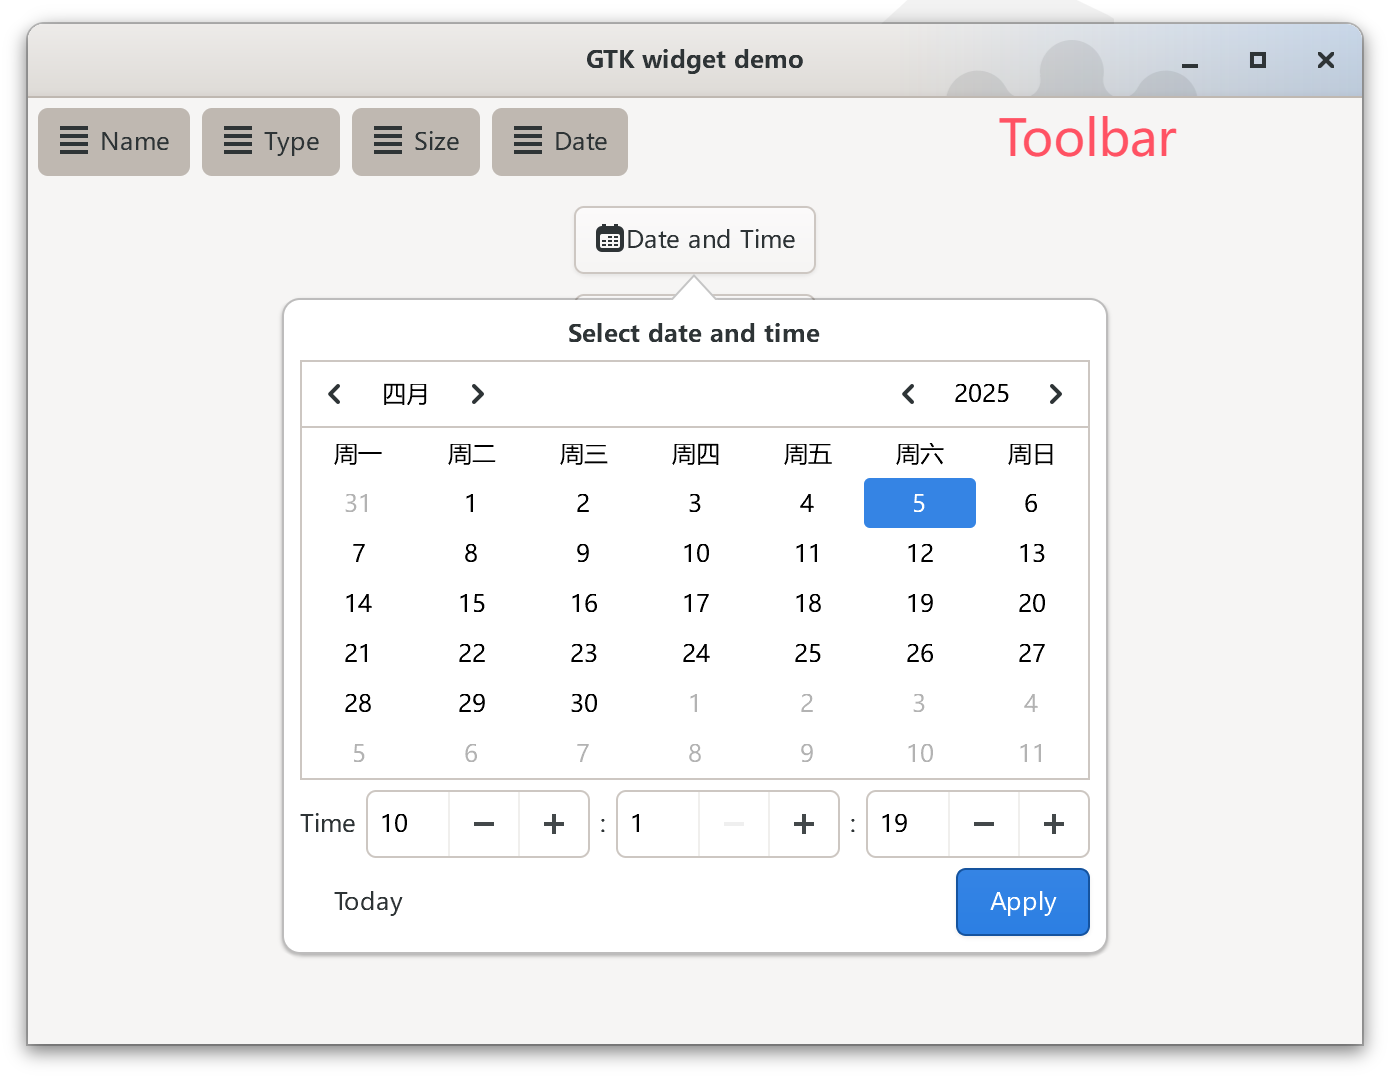 GTK widget demo
Name Type Size Date
Toolbar
Date and Time
Select date and time
四月 2025
周一 周二 周三 周四 周五 周六 周日
31 1 2 3 4 5 6
7 8 9 10 11 12 13
14 15 16 17 18 19 20
21 22 23 24 25 26 27
28 29 30 1 2 3 4
5 6 7 8 9 10 11
Time 10 : 1 : 19
Today Apply